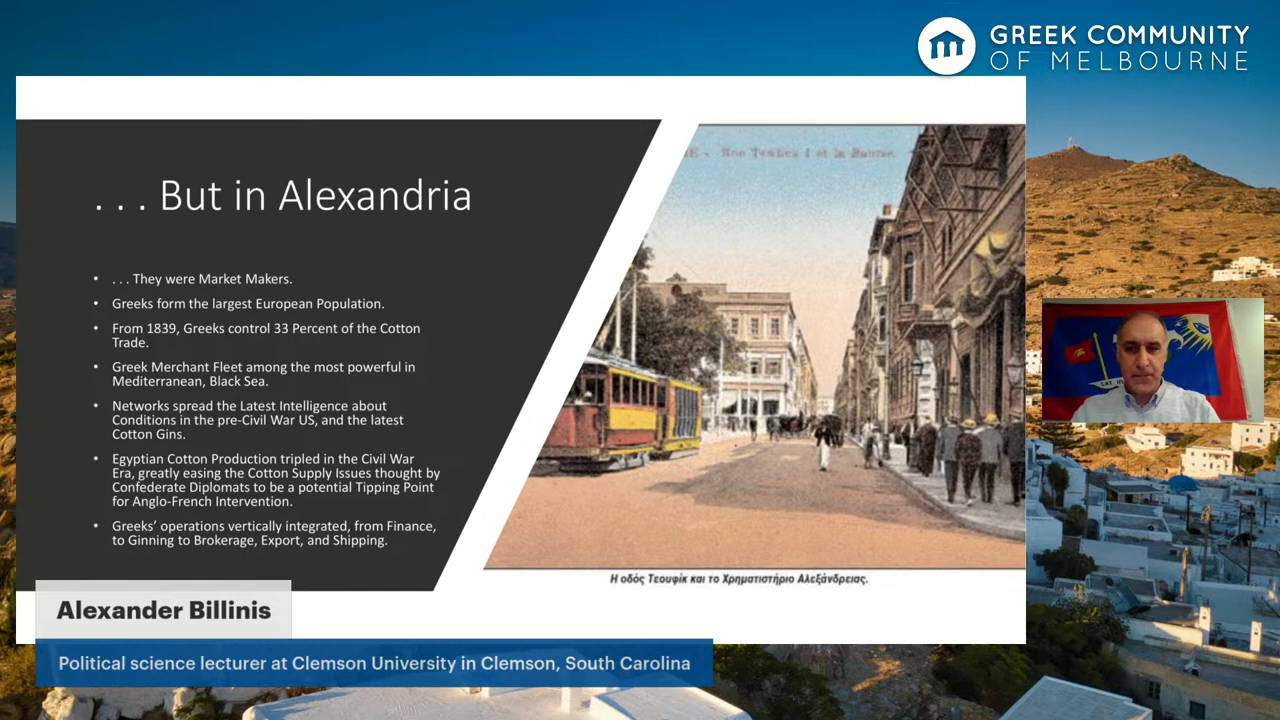 GREEK COMMUNITY
OF MELBOURNE
. . . But in Alexandria
• . . . They were Market Makers.
• Greeks form the largest European Population.
• From 1839, Greeks control 33 Percent of the Cotton
Trade.
• Greek Merchant Fleet among the most powerful in
Mediterranean, Black Sea.
• Networks spread the Latest Intelligence about
Conditions in the pre-Civil War US, and the latest
Cotton Gins.
• Egyptian Cotton Production tripled in the Civil War
Era, greatly easing the Cotton Supply Issues thought by
Confederate Diplomats to be a potential Tipping Point
for Anglo-French Intervention.
• Greeks’ operations vertically integrated, from Finance,
to Ginning to Brokerage, Export, and Shipping.
Rue Tewfik I et la Bourse.
Η οδός Τεουφίκ και το Χρηματιστήριο Αλεξάνδρειας.
Alexander Billinis
Political science lecturer at Clemson University in Clemson, South Carolina